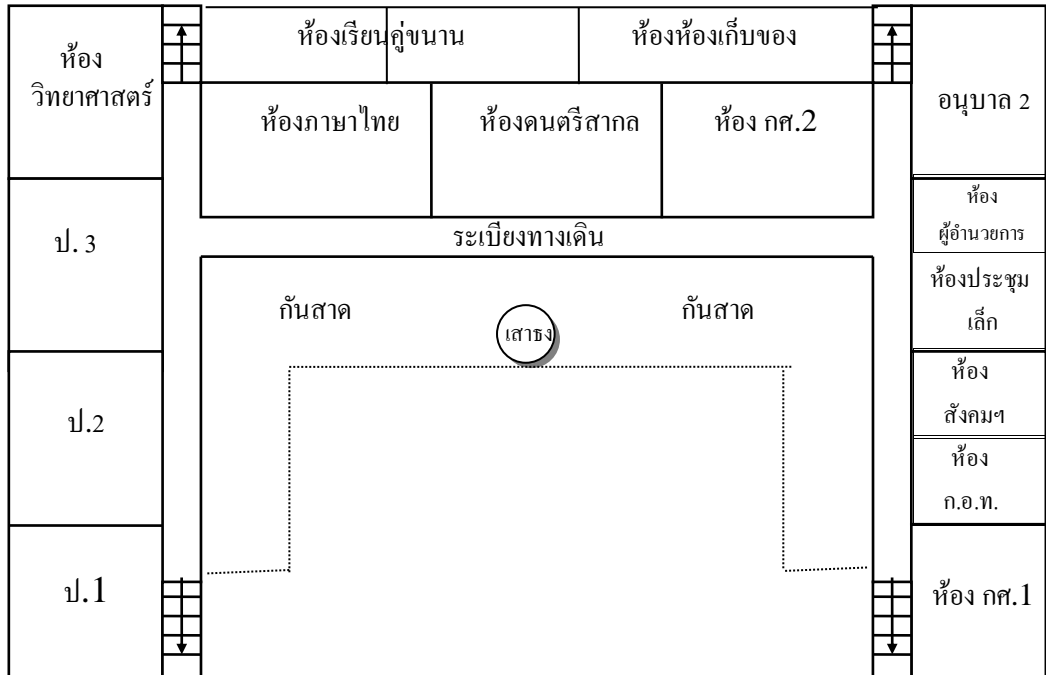 ห้อง
วิทยาศาสตร์
ห้องเรียนคู่ขนาน
ห้องห้องเก็บของ
อนุบาล 2
ห้องภาษาไทย
ห้องดนตรีสากล
ห้อง กศ.2
ห้อง
ผู้อำนวยการ
ป. 3
ระเบียงทางเดิน
ห้องประชุม
เล็ก
กันสาด
เสาธง
กันสาด
ป.2
ห้อง
สังคมฯ
ห้อง
ก.อ.ท.
ป.1
ห้อง กศ.1